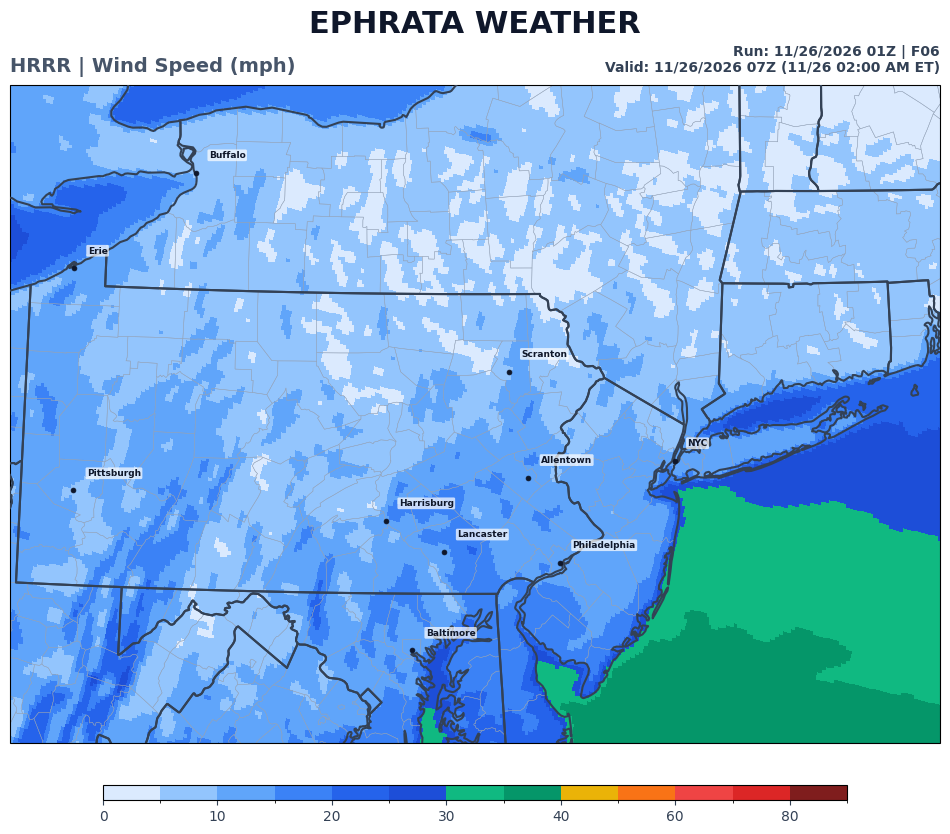 EPHRATA WEATHER
Run: 11/26/2026 01Z | F06
HRRR | Wind Speed (mph)
Valid: 11/26/2026 07Z (11/26 02:00 AM ET)
Buffalo
Erie
Scranton
NYC
Allentown
Pittsburgh
Harrisburg
Lancaster
Philadelphia
Baltimore
0 10 20 30 40 50 60 70 80